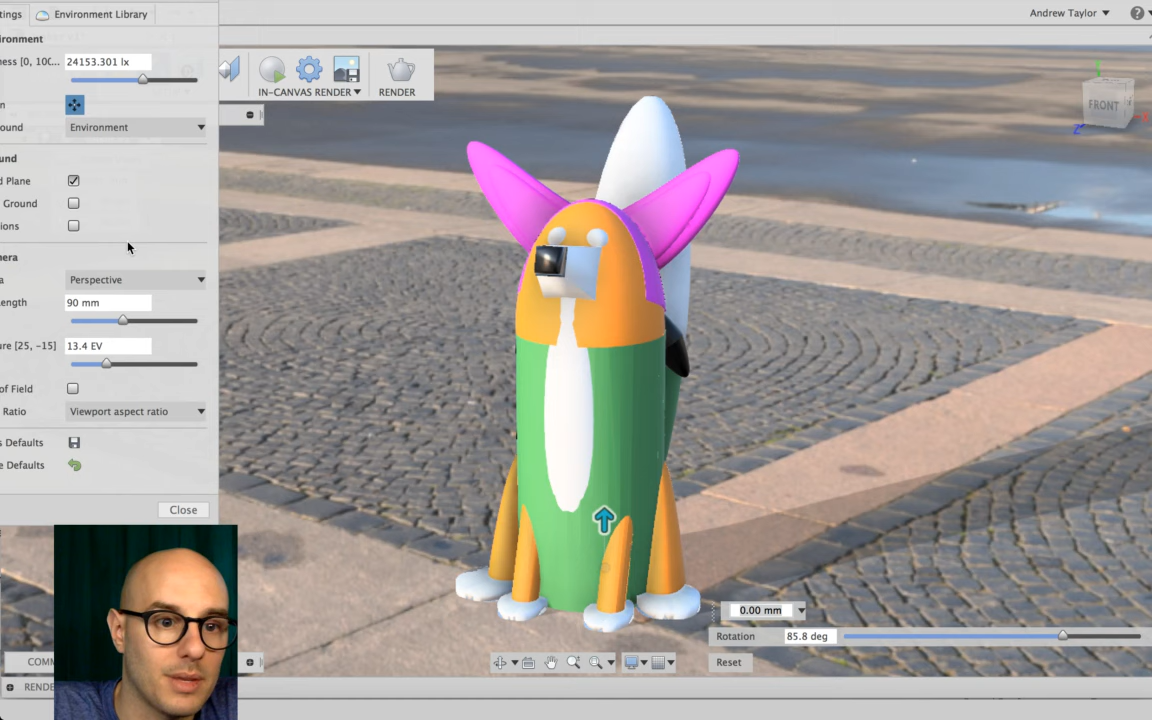 tings Environment Library
Andrew Taylor
ironment
ness [0, 100... 24153.301 lx
n
ound Environment
und
d Plane
Ground
ions
mera
a Perspective
ength 90 mm
ure [25, -15] 13.4 EV
of Field
Ratio Viewport aspect ratio
s Defaults
e Defaults
Close
IN-CANVAS RENDER
RENDER
FRONT
Z
0.00 mm
Rotation 85.8 deg
Reset
COMM
RENDE